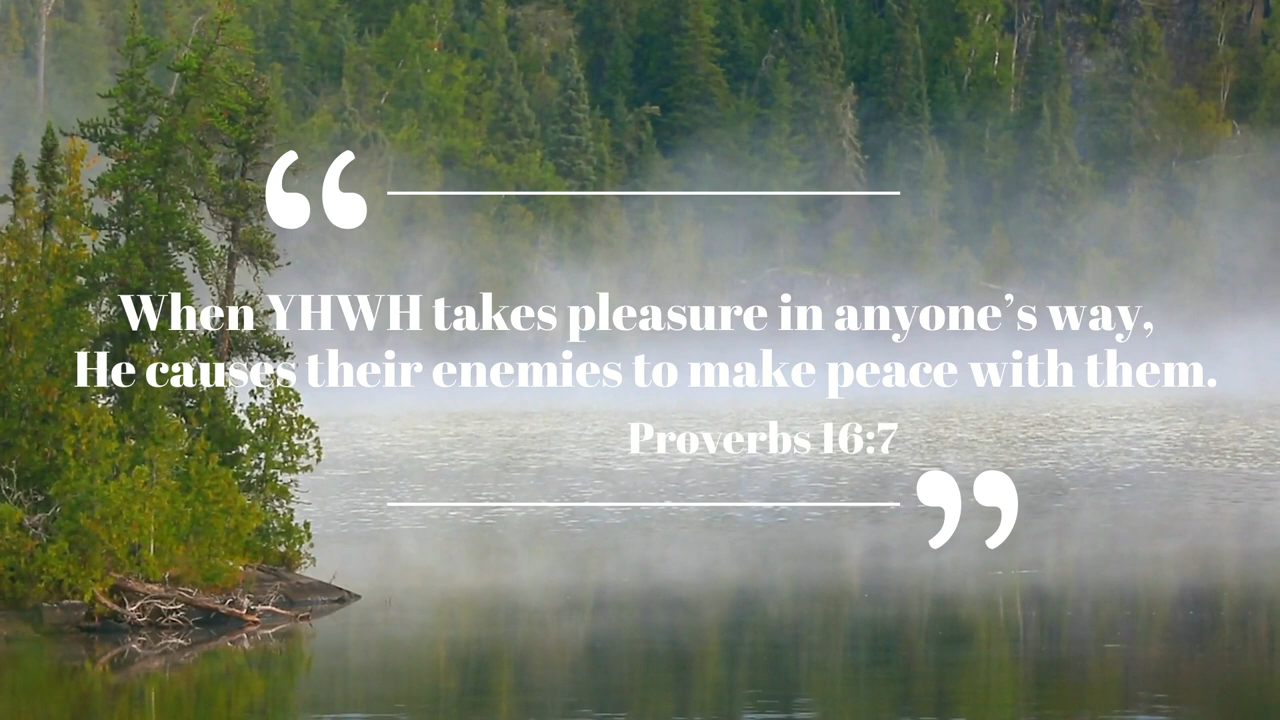 “
When YHWH takes pleasure in anyone’s way,
He causes their enemies to make peace with them.
Proverbs 16:7
”